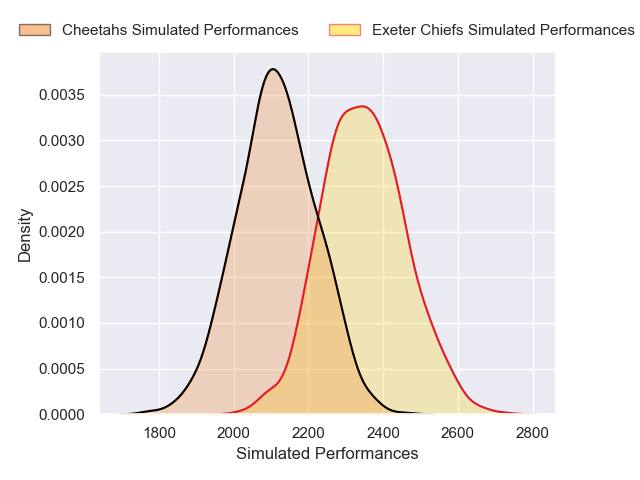 Cheetahs Simulated Performances Exeter Chiefs Simulated Performances
0.0035
0.0030
0.0025
0.0020
0.0015
0.0010
0.0005
0.0000
Density
1800 2000 2200 2400 2600 2800
Simulated Performances